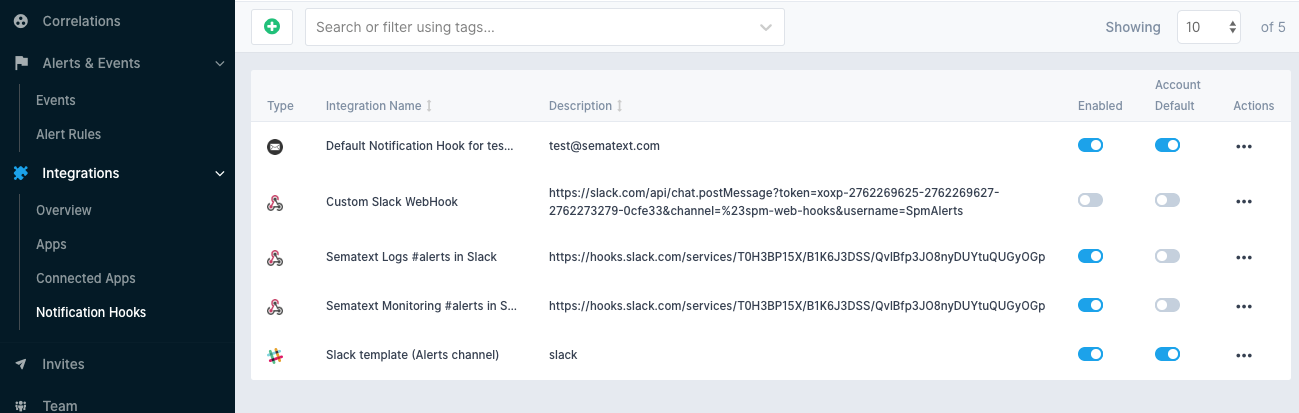 Correlations
Alerts & Events
Events
Alert Rules
Integrations
Overview
Apps
Connected Apps
Notification Hooks
Invites
Team
Search or filter using tags...
Showing 10 of 5
Type Integration Name Description Enabled Account Default Actions
Default Notification Hook for tes... test@sematext.com
Custom Slack WebHook https://slack.com/api/chat.postMessage?token=xoxp-2762269625-2762269627-
2762273279-0cfe33&channel=%23spm-web-hooks&username=SpmAlerts
Sematext Logs #alerts in Slack https://hooks.slack.com/services/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
Sematext Monitoring #alerts in S... https://hooks.slack.com/services/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
Slack template (Alerts channel) slack